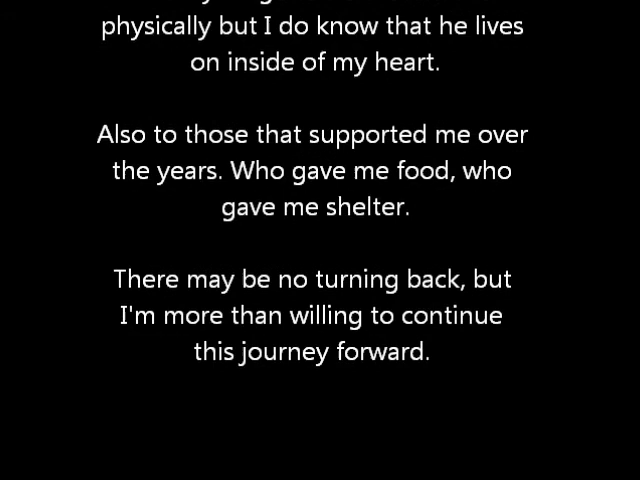 physically but I do know that he lives
on inside of my heart.
Also to those that supported me over
the years. Who gave me food, who
gave me shelter.
There may be no turning back, but
I'm more than willing to continue
this journey forward.